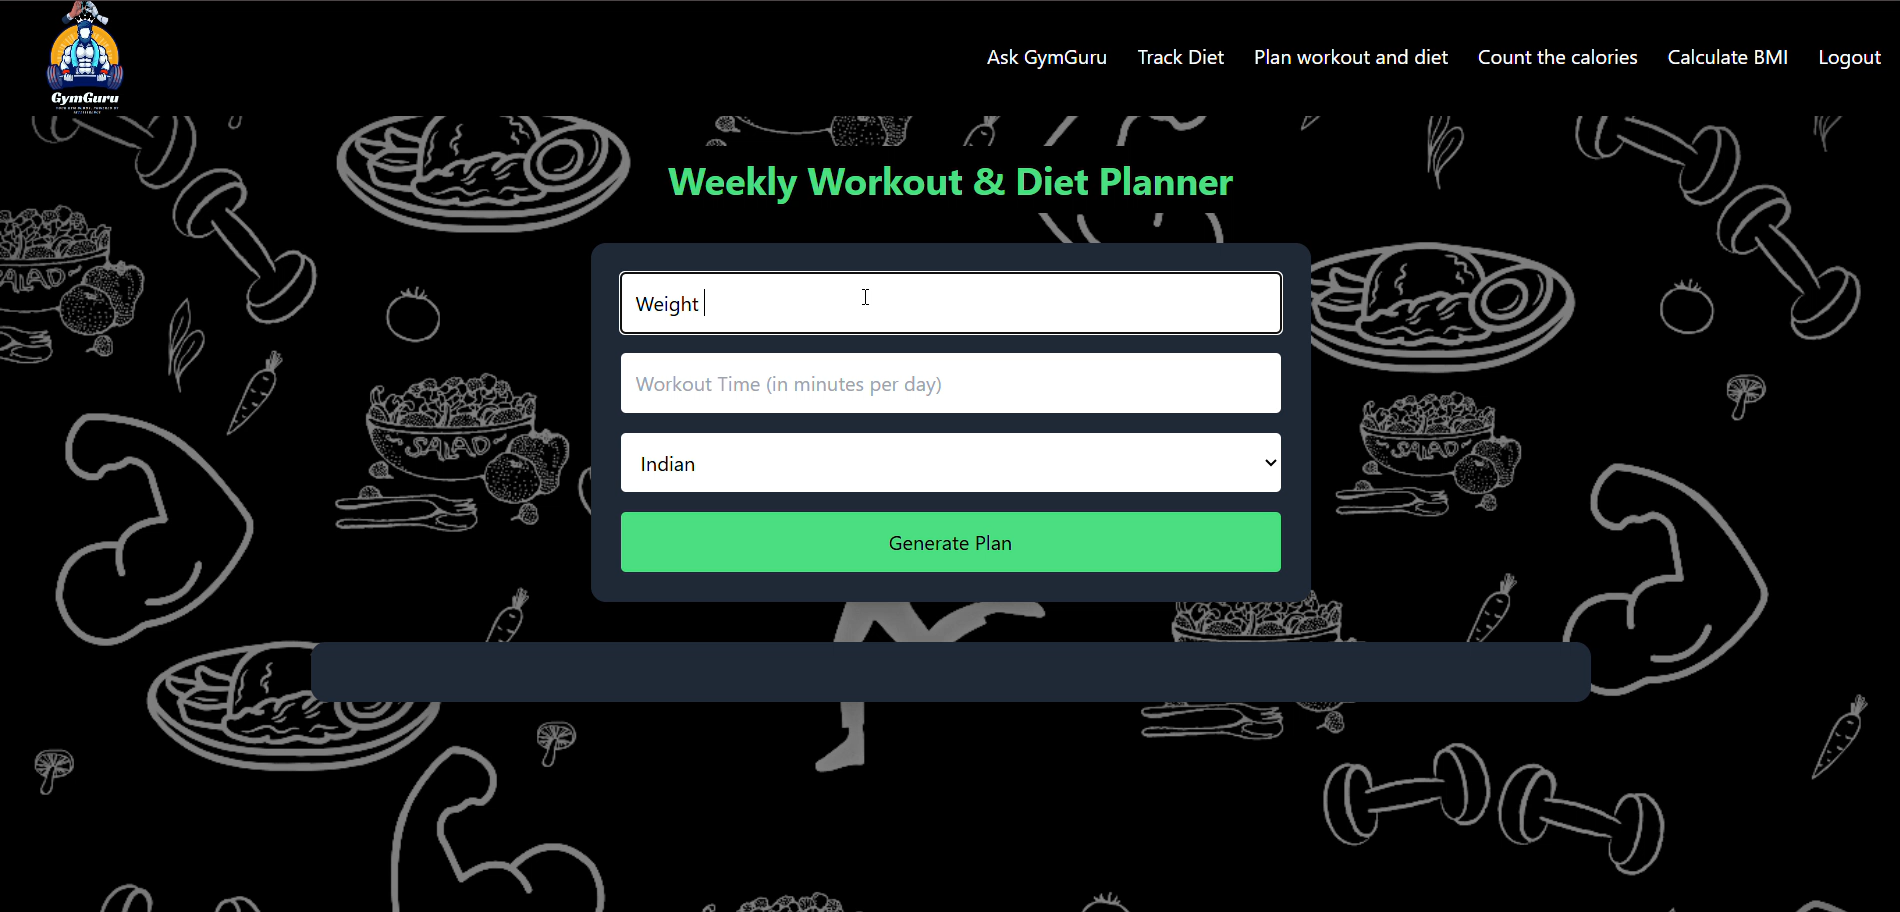 GymGuru
Ask GymGuru
Track Diet
Plan workout and diet
Count the calories
Calculate BMI
Logout
Weekly Workout & Diet Planner
SALAD
Weight
Workout Time (in minutes per day)
SALAD
SALAD
Indian
Generate Plan